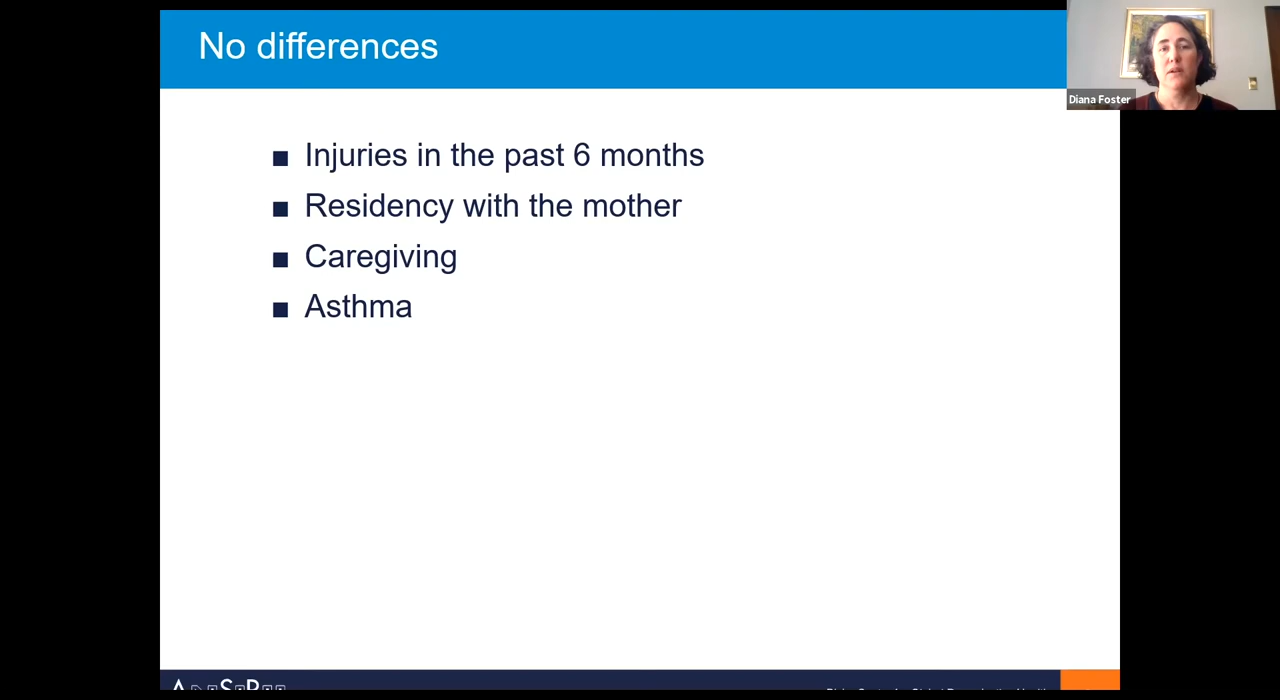 No differences
Diana Foster
Injuries in the past 6 months
Residency with the mother
Caregiving
Asthma